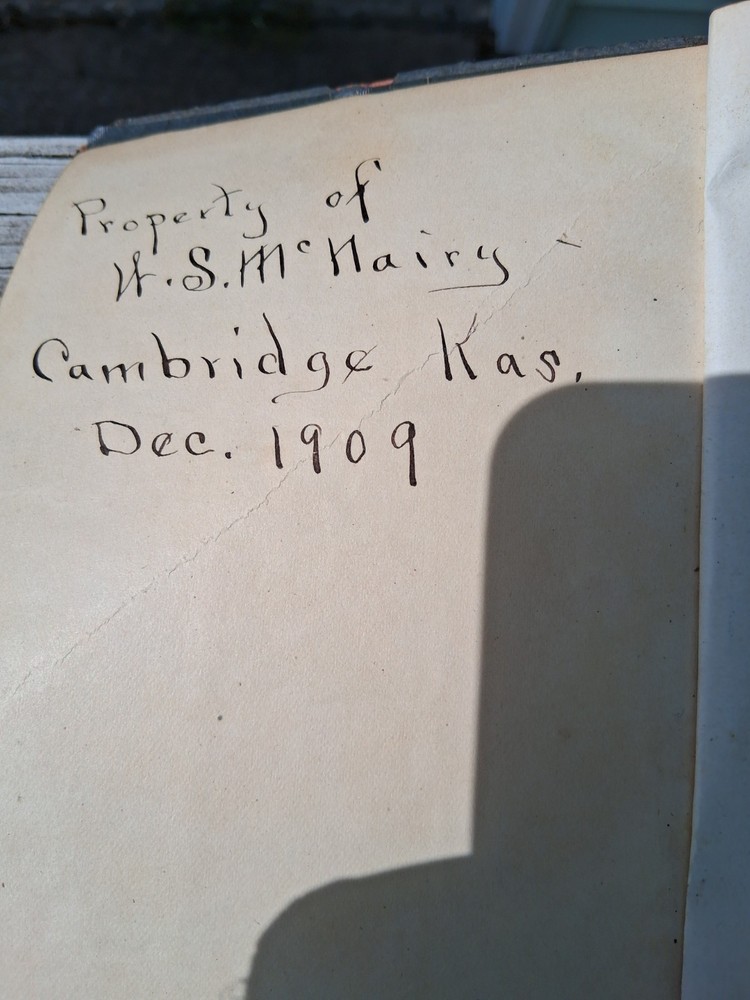 Property of
W.S. McNairy
Cambridge Kas.
Dec. 1909